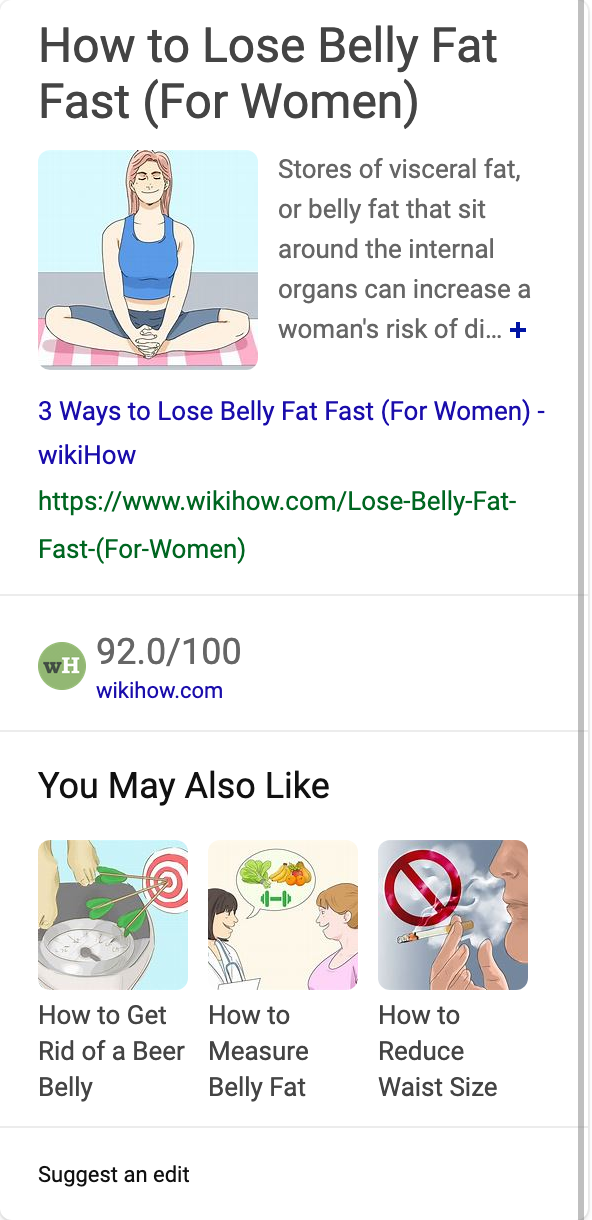 How to Lose Belly Fat
Fast (For Women)
Stores of visceral fat,
or belly fat that sit
around the internal
organs can increase a
woman's risk of di... +
3 Ways to Lose Belly Fat Fast (For Women) -
wikiHow
https://www.wikihow.com/Lose-Belly-Fat-
Fast-(For-Women)
wH
92.0/100
wikihow.com
You May Also Like
How to Get
Rid of a Beer
Belly
How to
Measure
Belly Fat
How to
Reduce
Waist Size
Suggest an edit